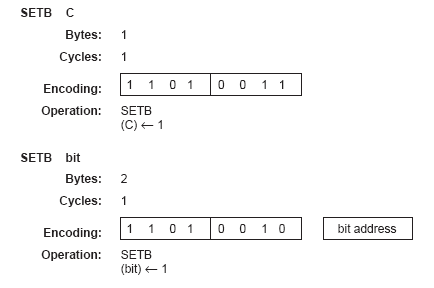 SETB C
Bytes: 1
Cycles: 1
Encoding: 1 1 0 1 0 0 1 1
Operation: SETB
(C) ← 1
SETB bit
Bytes: 2
Cycles: 1
Encoding: 1 1 0 1 0 0 1 0 bit address
Operation: SETB
(bit) ← 1